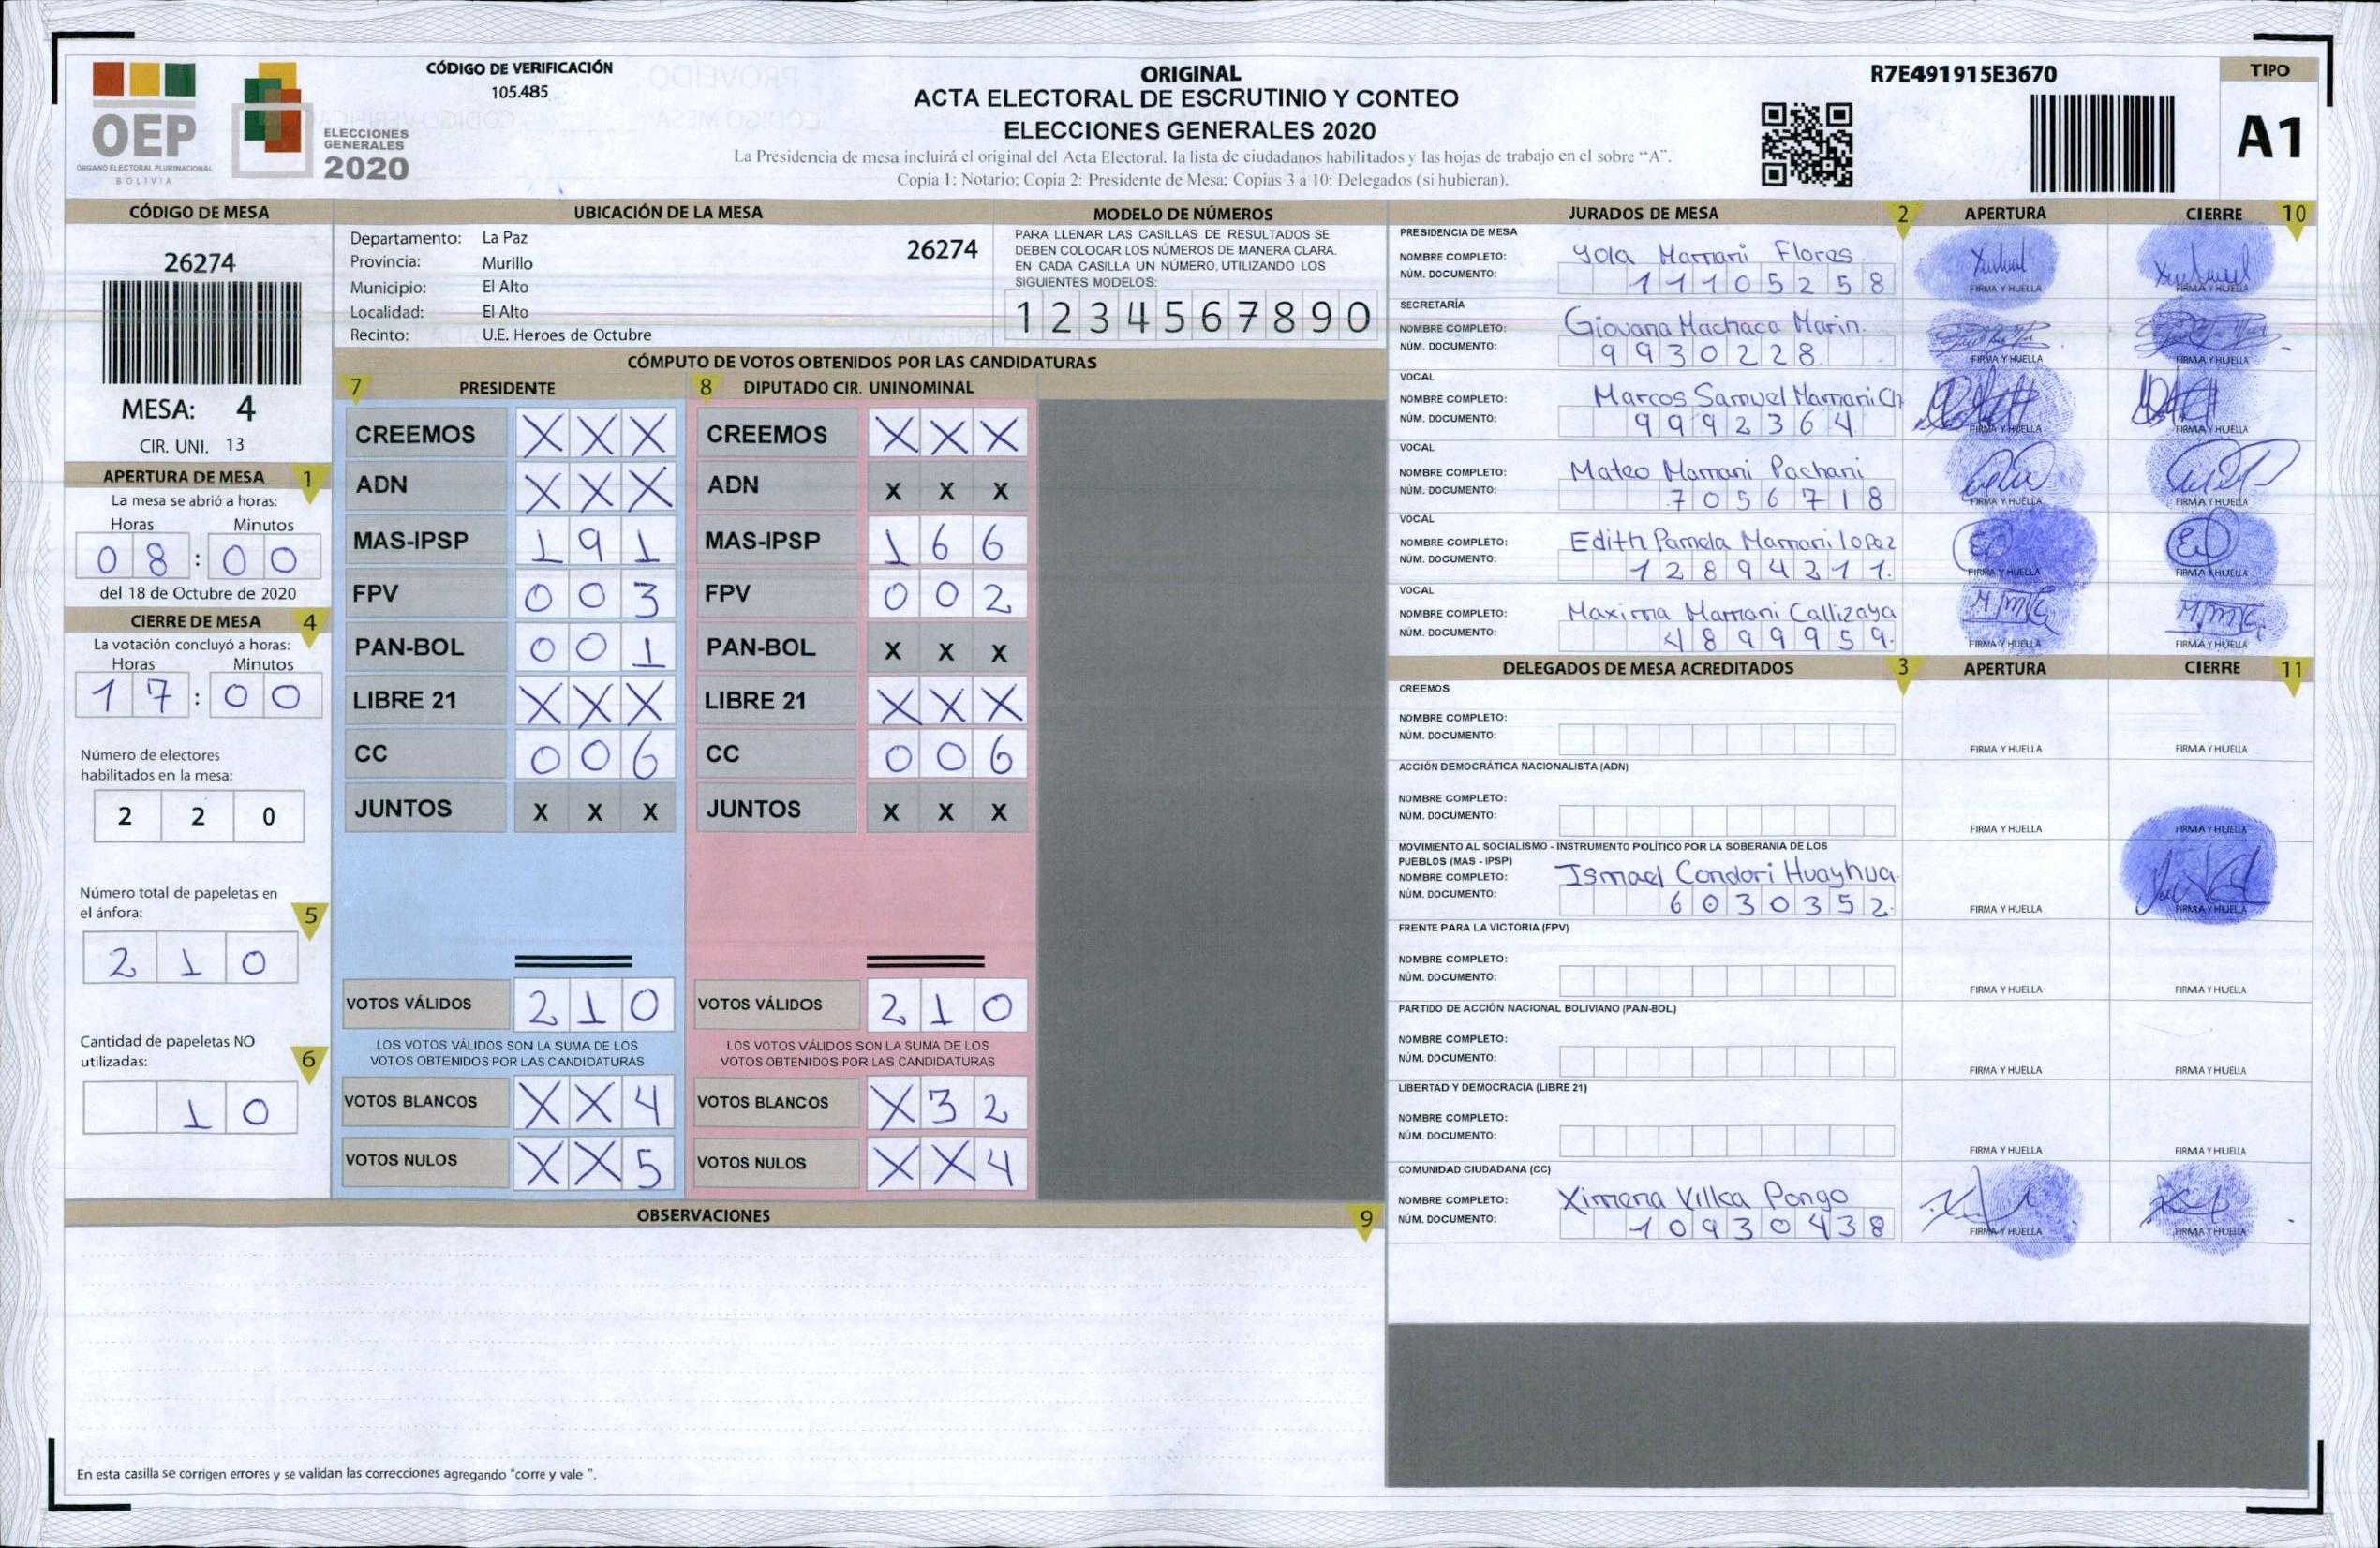 OEP
ÓRGANO ELECTORAL PLURINACIONAL
BOLIVIA
ELECCIONES
GENERALES
2020
CÓDIGO DE VERIFICACIÓN
105.485
ORIGINAL
ACTA ELECTORAL DE ESCRUTINIO Y CONTEO
ELECCIONES GENERALES 2020
La Presidencia de mesa incluirá el original del Acta Electoral, la lista de ciudadanos habilitados y las hojas de trabajo en el sobre "A".
Copia 1: Notario; Copia 2: Presidente de Mesa; Copias 3 a 10: Delegados (si hubieran).
R7E491915E3670
TIPO
A1
CÓDIGO DE MESA
26274
MESA: 4
CIR. UNI. 13
APERTURA DE MESA 1
La mesa se abrió a horas:
Horas Minutos
08:00
del 18 de Octubre de 2020
CIERRE DE MESA 4
La votación concluyó a horas:
Horas Minutos
17:00
Número de electores
habilitados en la mesa:
2 2 0
Número total de papeletas en
el ánfora: 5
2 1 0
Cantidad de papeletas NO
utilizadas: 6
1 0
UBICACIÓN DE LA MESA
Departamento: La Paz 26274
Provincia: Murillo
Municipio: El Alto
Localidad: El Alto
Recinto: U.E. Heroes de Octubre
MODELO DE NÚMEROS
PARA LLENAR LAS CASILLAS DE RESULTADOS SE
DEBEN COLOCAR LOS NÚMEROS DE MANERA CLARA.
EN CADA CASILLA UN NÚMERO, UTILIZANDO LOS
SIGUIENTES MODELOS:
1 2 3 4 5 6 7 8 9 0
CÓMPUTO DE VOTOS OBTENIDOS POR LAS CANDIDATURAS
7 PRESIDENTE 8 DIPUTADO CIR. UNINOMINAL
CREEMOS X X X CREEMOS X X X
ADN X X X ADN X X X
MAS-IPSP 1 9 1 MAS-IPSP 1 6 6
FPV 0 0 3 FPV 0 0 2
PAN-BOL 0 0 1 PAN-BOL X X X
LIBRE 21 X X X LIBRE 21 X X X
CC 0 0 6 CC 0 0 6
JUNTOS X X X JUNTOS X X X
VOTOS VÁLIDOS 2 1 0 VOTOS VÁLIDOS 2 1 0
LOS VOTOS VÁLIDOS SON LA SUMA DE LOS LOS VOTOS VÁLIDOS SON LA SUMA DE LOS
VOTOS OBTENIDOS POR LAS CANDIDATURAS VOTOS OBTENIDOS POR LAS CANDIDATURAS
VOTOS BLANCOS X X 4 VOTOS BLANCOS X 3 2
VOTOS NULOS X X 5 VOTOS NULOS X X 4
OBSERVACIONES 9
En esta casilla se corrigen errores y se validan las correcciones agregando "corre y vale ".
JURADOS DE MESA 2 APERTURA CIERRE 10
PRESIDENCIA DE MESA
NOMBRE COMPLETO: Yola Mamani Flores
NÚM. DOCUMENTO: 11105258
FIRMA Y HUELLA FIRMA Y HUELLA
SECRETARÍA
NOMBRE COMPLETO: Giovana Machaca Marin.
NÚM. DOCUMENTO: 9930228.
FIRMA Y HUELLA FIRMA Y HUELLA
VOCAL
NOMBRE COMPLETO: Marcos Samuel Mamani Ch
NÚM. DOCUMENTO: 9992364
FIRMA Y HUELLA FIRMA Y HUELLA
VOCAL
NOMBRE COMPLETO: Mateo Mamani Pachani
NÚM. DOCUMENTO: 7056718
FIRMA Y HUELLA FIRMA Y HUELLA
VOCAL
NOMBRE COMPLETO: Edith Pamela Mamani lopez
NÚM. DOCUMENTO: 12894211.
FIRMA Y HUELLA FIRMA Y HUELLA
VOCAL
NOMBRE COMPLETO: Maxima Mamani Callizaya
NÚM. DOCUMENTO: 4899959.
FIRMA Y HUELLA FIRMA Y HUELLA
DELEGADOS DE MESA ACREDITADOS 3 APERTURA CIERRE 11
CREEMOS
NOMBRE COMPLETO:
NÚM. DOCUMENTO:
FIRMA Y HUELLA FIRMA Y HUELLA
ACCIÓN DEMOCRÁTICA NACIONALISTA (ADN)
NOMBRE COMPLETO:
NÚM. DOCUMENTO:
FIRMA Y HUELLA FIRMA Y HUELLA
MOVIMIENTO AL SOCIALISMO - INSTRUMENTO POLÍTICO POR LA SOBERANIA DE LOS
PUEBLOS (MAS - IPSP)
NOMBRE COMPLETO: Ismael Condori Huayhua.
NÚM. DOCUMENTO: 6030352.
FIRMA Y HUELLA FIRMA Y HUELLA
FRENTE PARA LA VICTORIA (FPV)
NOMBRE COMPLETO:
NÚM. DOCUMENTO:
FIRMA Y HUELLA FIRMA Y HUELLA
PARTIDO DE ACCIÓN NACIONAL BOLIVIANO (PAN-BOL)
NOMBRE COMPLETO:
NÚM. DOCUMENTO:
FIRMA Y HUELLA FIRMA Y HUELLA
LIBERTAD Y DEMOCRACIA (LIBRE 21)
NOMBRE COMPLETO:
NÚM. DOCUMENTO:
FIRMA Y HUELLA FIRMA Y HUELLA
COMUNIDAD CIUDADANA (CC)
NOMBRE COMPLETO: Ximena Villca Pongo
NÚM. DOCUMENTO: 10930438
FIRMA Y HUELLA FIRMA Y HUELLA